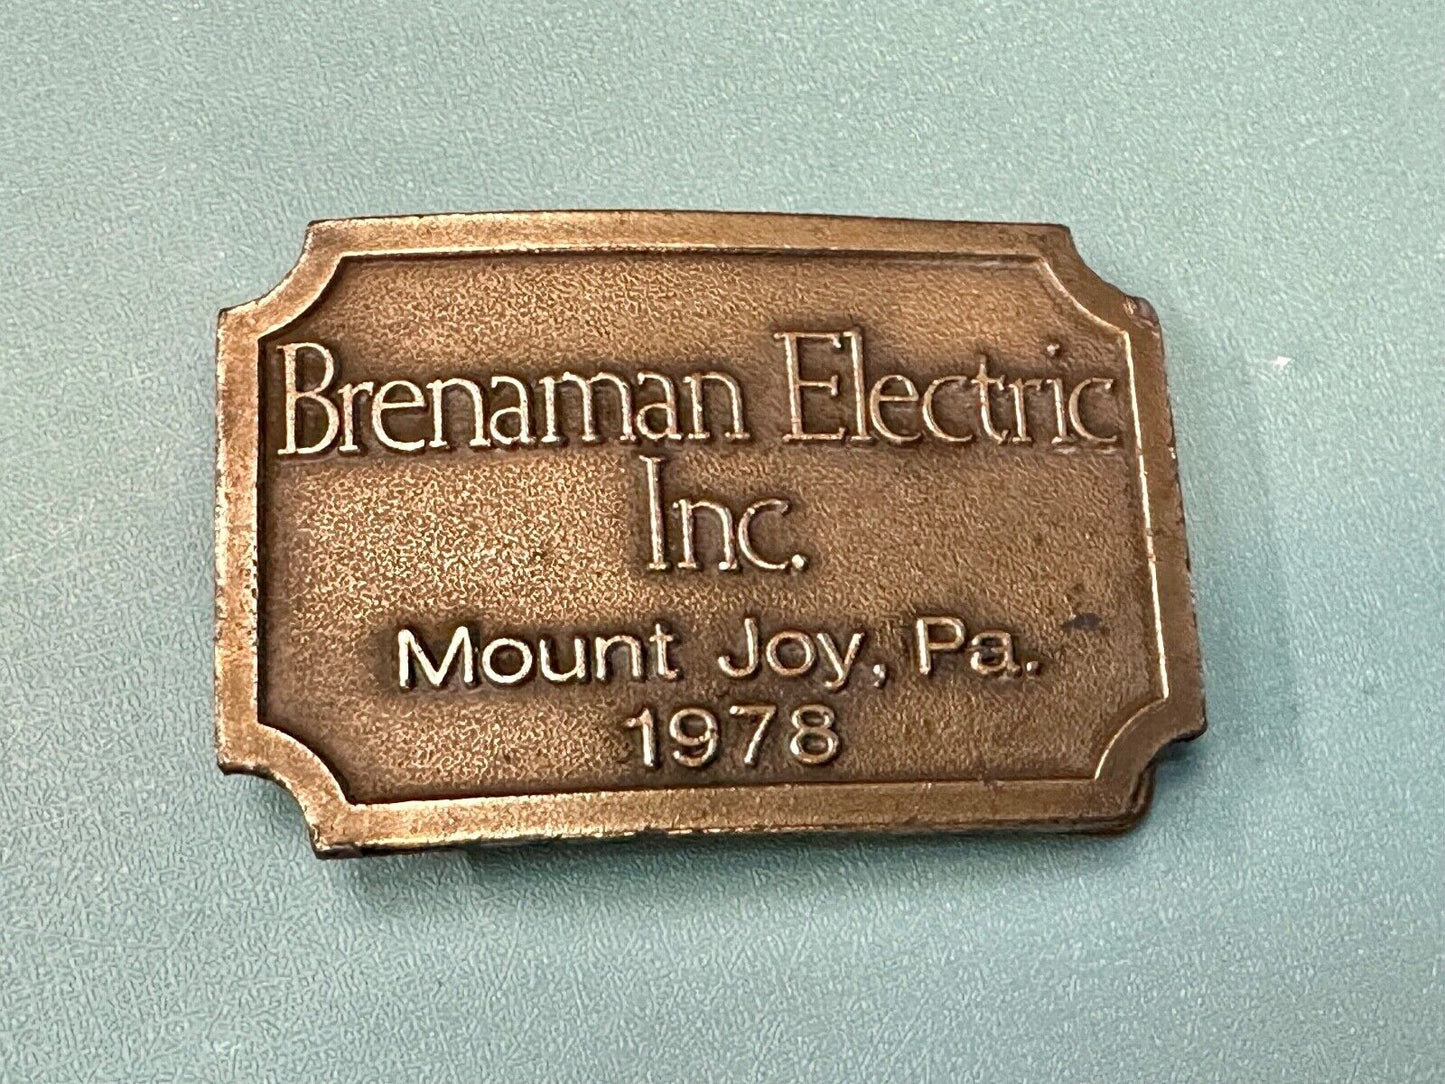 Brenaman Electric
Inc.
Mount Joy, Pa.
1978